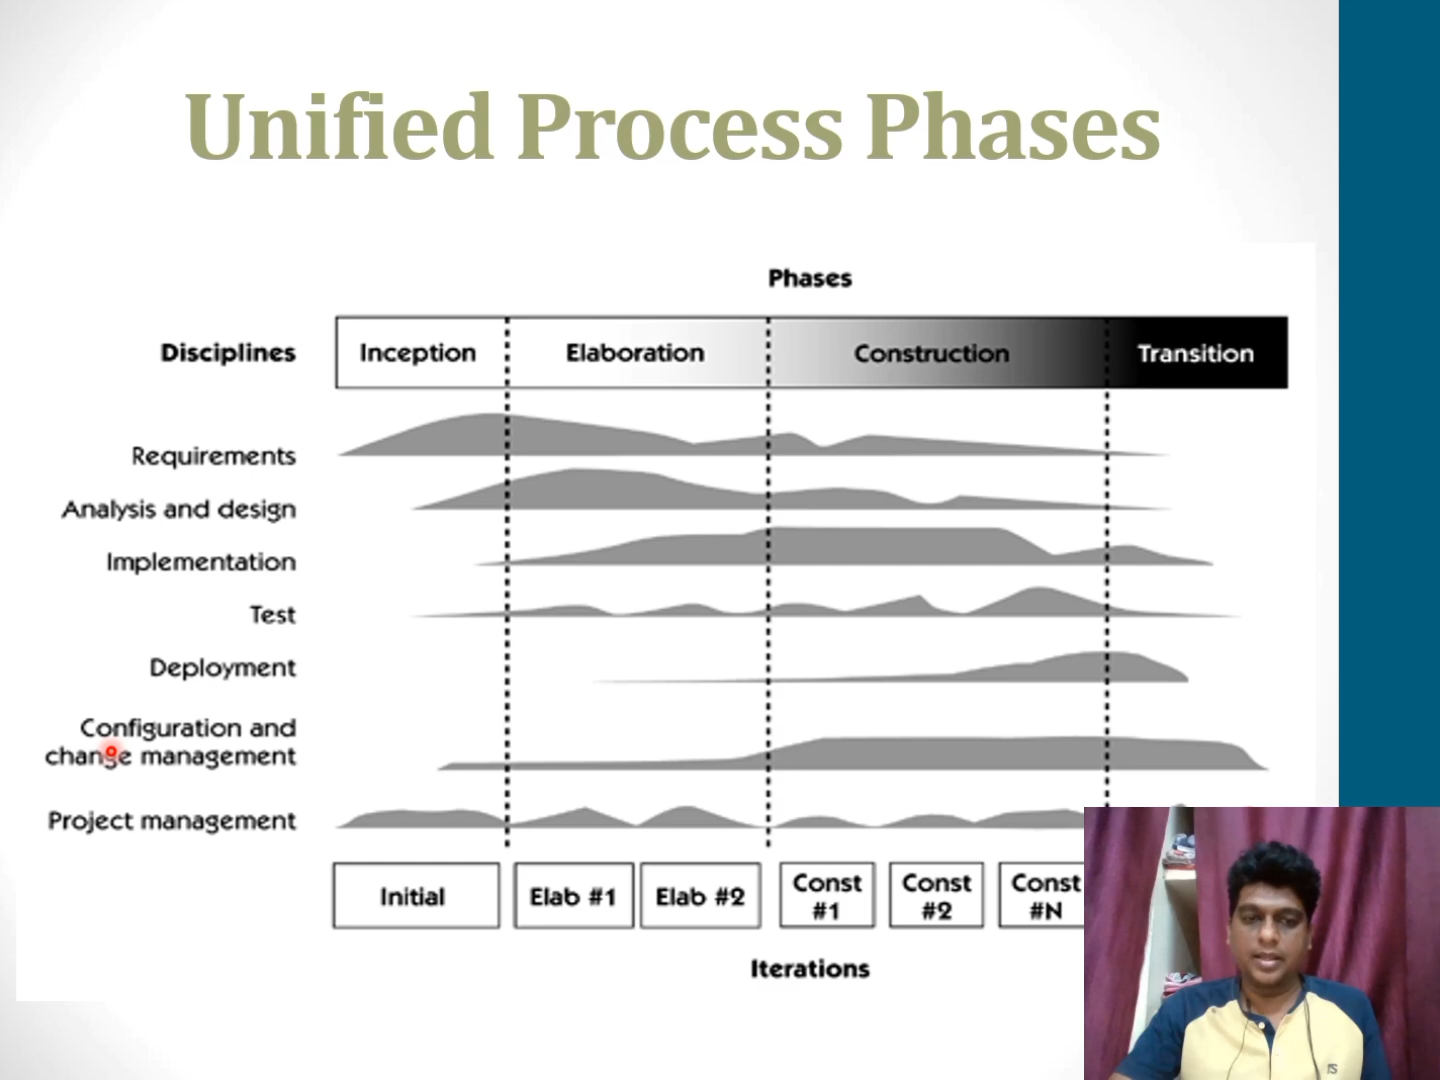 Unified Process Phases
Phases
Disciplines
Inception
Elaboration
Construction
Transition
Requirements
Analysis and design
Implementation
Test
Deployment
Configuration and
change management
Project management
Initial
Elab #1
Elab #2
Const
#1
Const
#2
Const
#N
Iterations